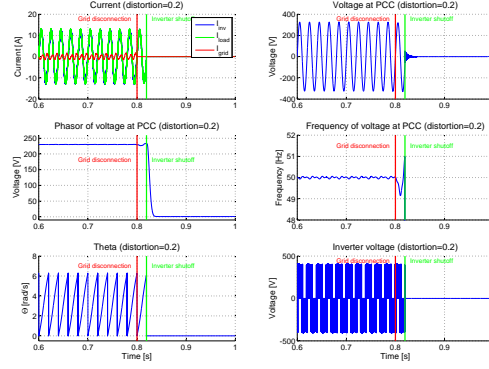 Current (distortion=0.2)
Current [A]
20
10
0
-10
-20
0.6 0.7 0.8 0.9 1
Grid disconnection
I_inv
I_load
I_grid
Voltage at PCC (distortion=0.2)
Voltage [V]
400
200
0
-200
-400
0.6 0.7 0.8 0.9 1
Grid disconnection
Inverter shutoff
Phasor of voltage at PCC (distortion=0.2)
Voltage [V]
250
200
150
100
50
0
0.6 0.7 0.8 0.9 1
Grid disconnection
Inverter shutoff
Frequency of voltage at PCC (distortion=0.2)
Frequency [Hz]
52
51
50
49
48
0.6 0.7 0.8 0.9 1
Grid disconnection
Inverter shutoff
Theta (distortion=0.2)
Θ [rad/s]
8
6
4
2
0
0.6 0.7 0.8 0.9 1
Grid disconnection
Inverter shutoff
Time [s]
Inverter voltage (distortion=0.2)
Voltage [V]
500
0
-500
0.6 0.7 0.8 0.9 1
Grid disconnection
Inverter shutoff
Time [s]